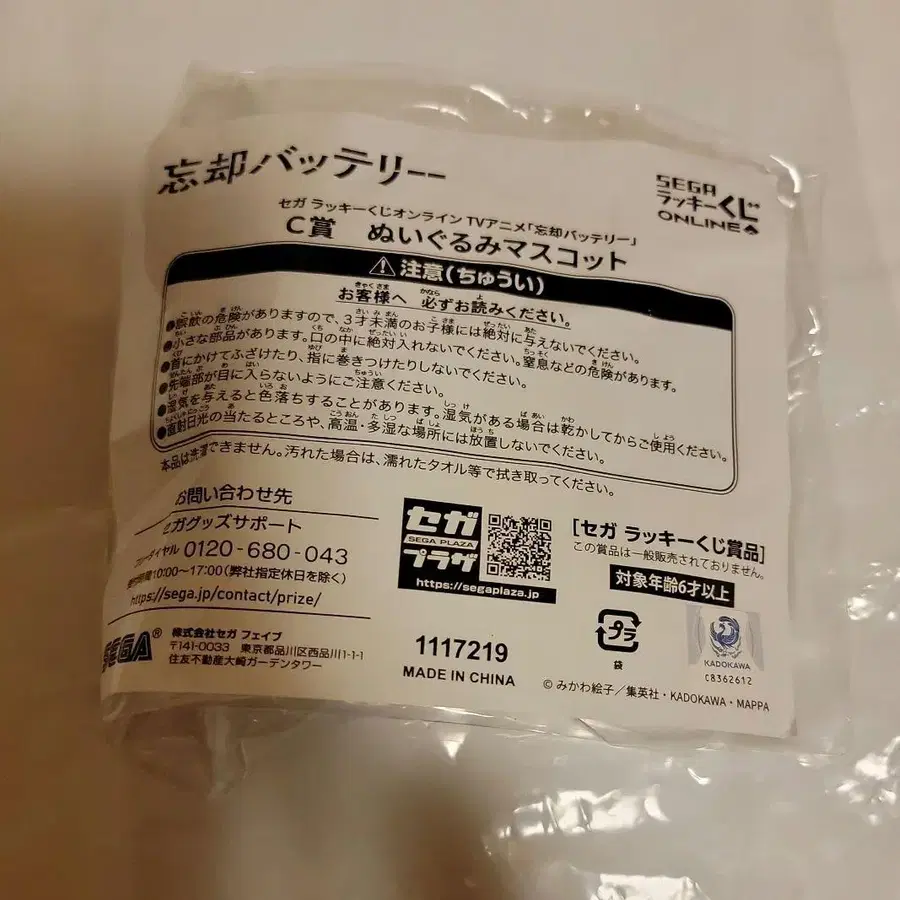 忘却バッテリー
SEGA
ラッキーくじ
ONLINE
セガ ラッキーくじオンライン TVアニメ「忘却バッテリー」
C賞 ぬいぐるみマスコット
注意(ちゅうい)
お客様へ 必ずお読みください。
●誤飲の危険がありますので、3才未満のお子様には絶対に与えないでください。
●小さな部品があります。口の中に絶対入れないでください。窒息などの危険があります。
●首にかけてふざけたり、指に巻きつけたりしないでください。
●先端部が目に入らないようにご注意ください。
●湿気を与えると色落ちすることがあります。湿気がある場合は乾かしてからご使用ください。
●直射日光の当たるところや、高温・多湿な場所には放置しないでください。
本品は洗濯できません。汚れた場合は、濡れたタオル等で拭き取ってください。
お問い合わせ先
セガグッズサポート
フリーダイヤル 0120-680-043
受付時間10:00〜17:00(弊社指定休日を除く)
https://sega.jp/contact/prize/
SEGA®
株式会社セガ フェイブ
〒141-0033 東京都品川区西品川1-1-1
住友不動産大崎ガーデンタワー
セガ
SEGA PLAZA
プラザ
https://segaplaza.jp
1117219
MADE IN CHINA
[セガ ラッキーくじ賞品]
この賞品は一般販売されておりません。
対象年齢6才以上
プラ
袋
KADOKAWA
C8362612
©みかわ絵子／集英社・KADOKAWA・MAPPA